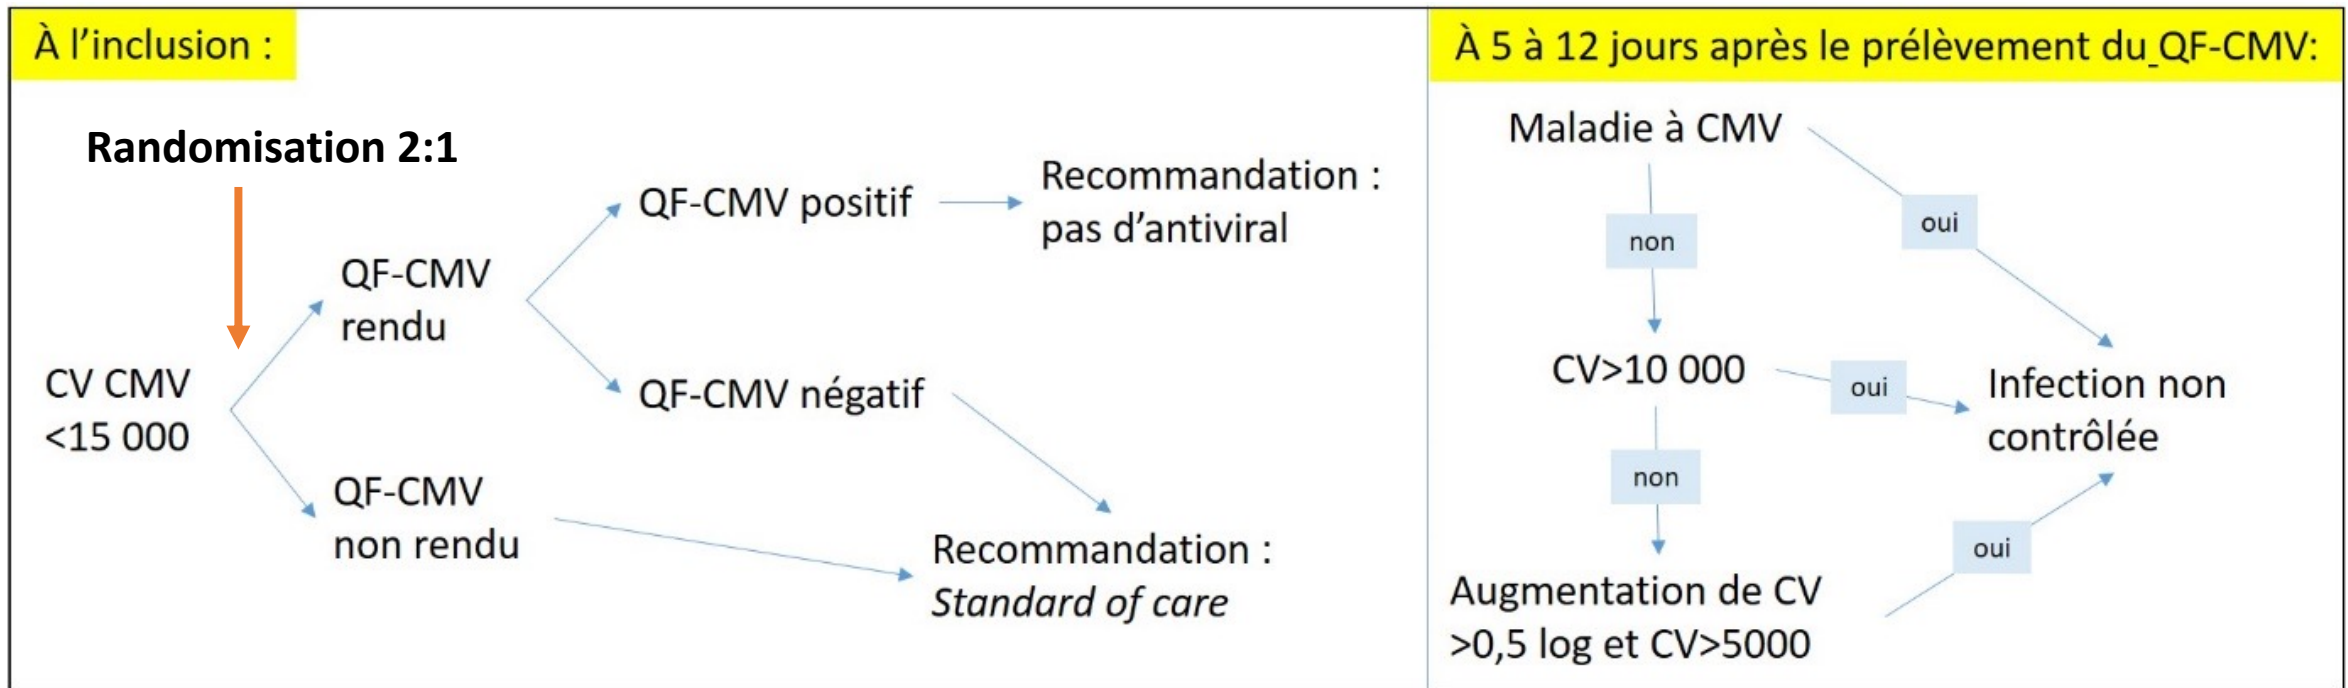 À l’inclusion :
Randomisation 2:1
CV CMV
<15 000
QF-CMV
rendu
QF-CMV
non rendu
QF-CMV positif
QF-CMV négatif
Recommandation :
pas d’antiviral
Recommandation :
Standard of care
À 5 à 12 jours après le prélèvement du QF-CMV:
Maladie à CMV
non
oui
CV>10 000
oui
non
Augmentation de CV
>0,5 log et CV>5000
oui
Infection non
contrôlée